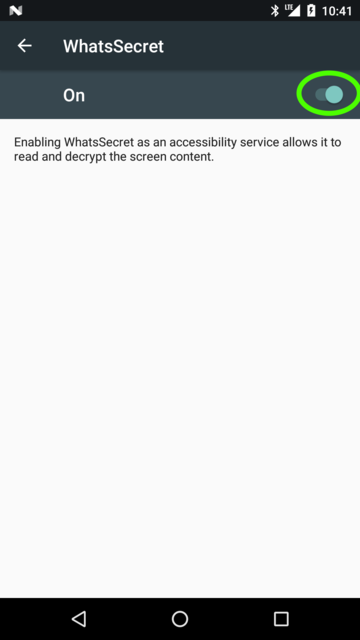 LTE 10:41
WhatsSecret
On
Enabling WhatsSecret as an accessibility service allows it to
read and decrypt the screen content.